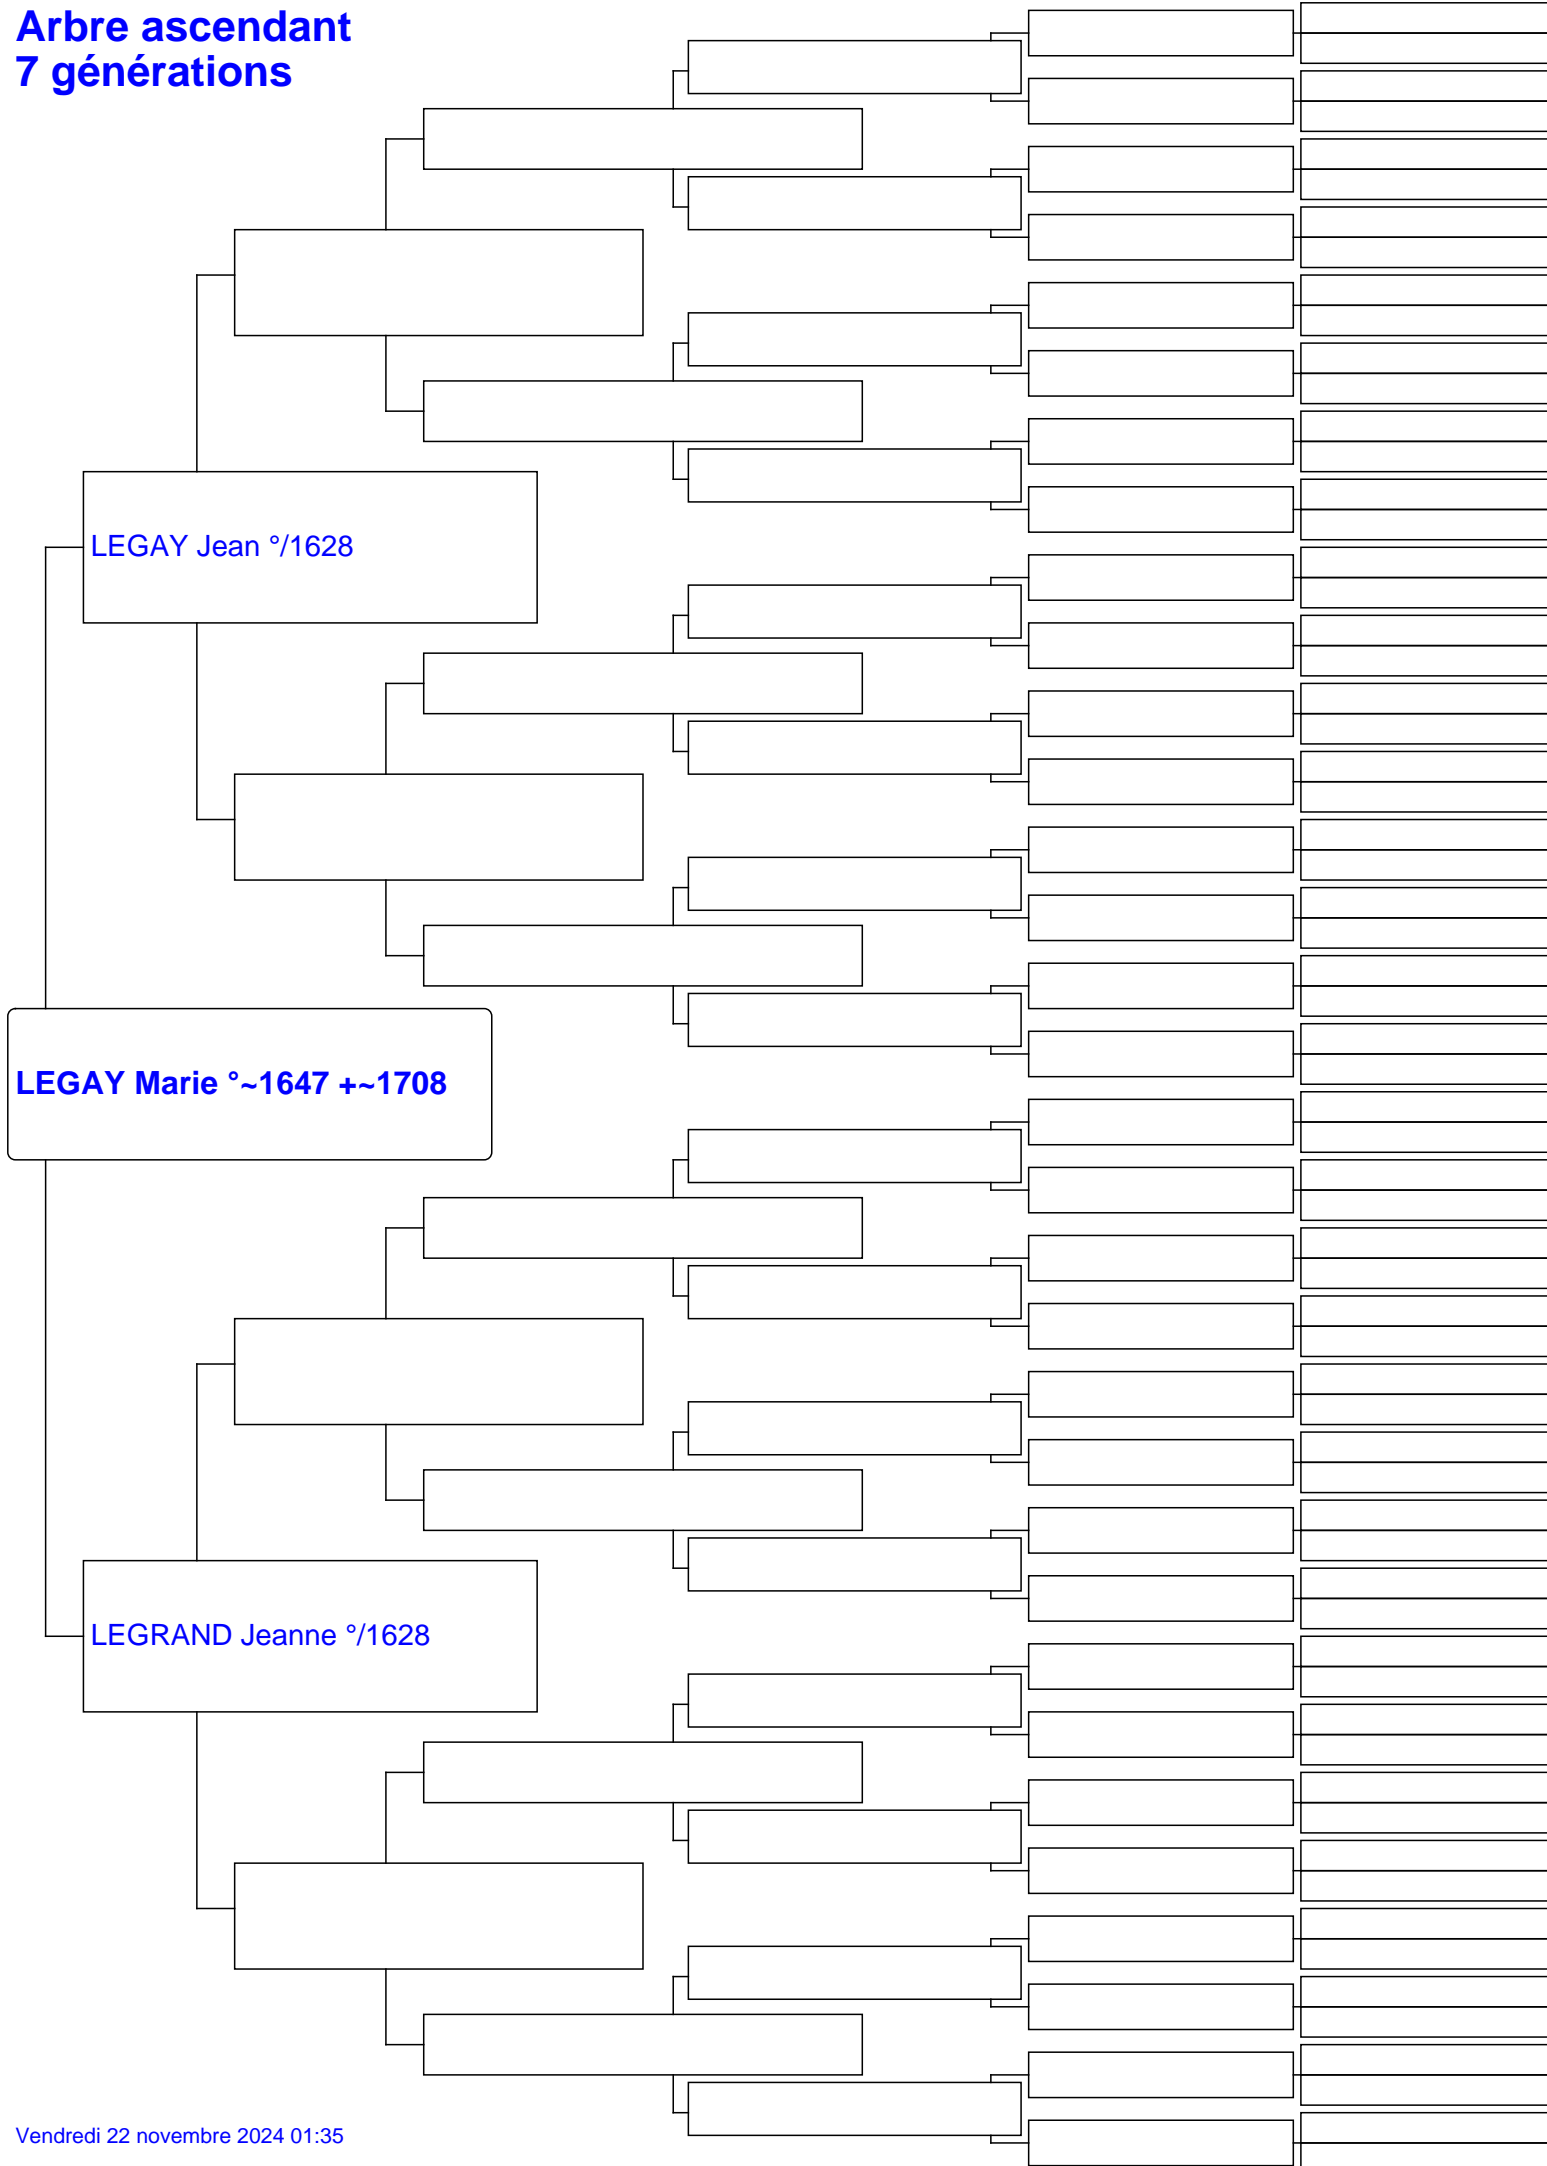 Arbre ascendant
7 générations
LEGAY Jean °/1628
LEGAY Marie °~1647 +~1708
LEGRAND Jeanne °/1628
Vendredi 22 novembre 2024 01:35